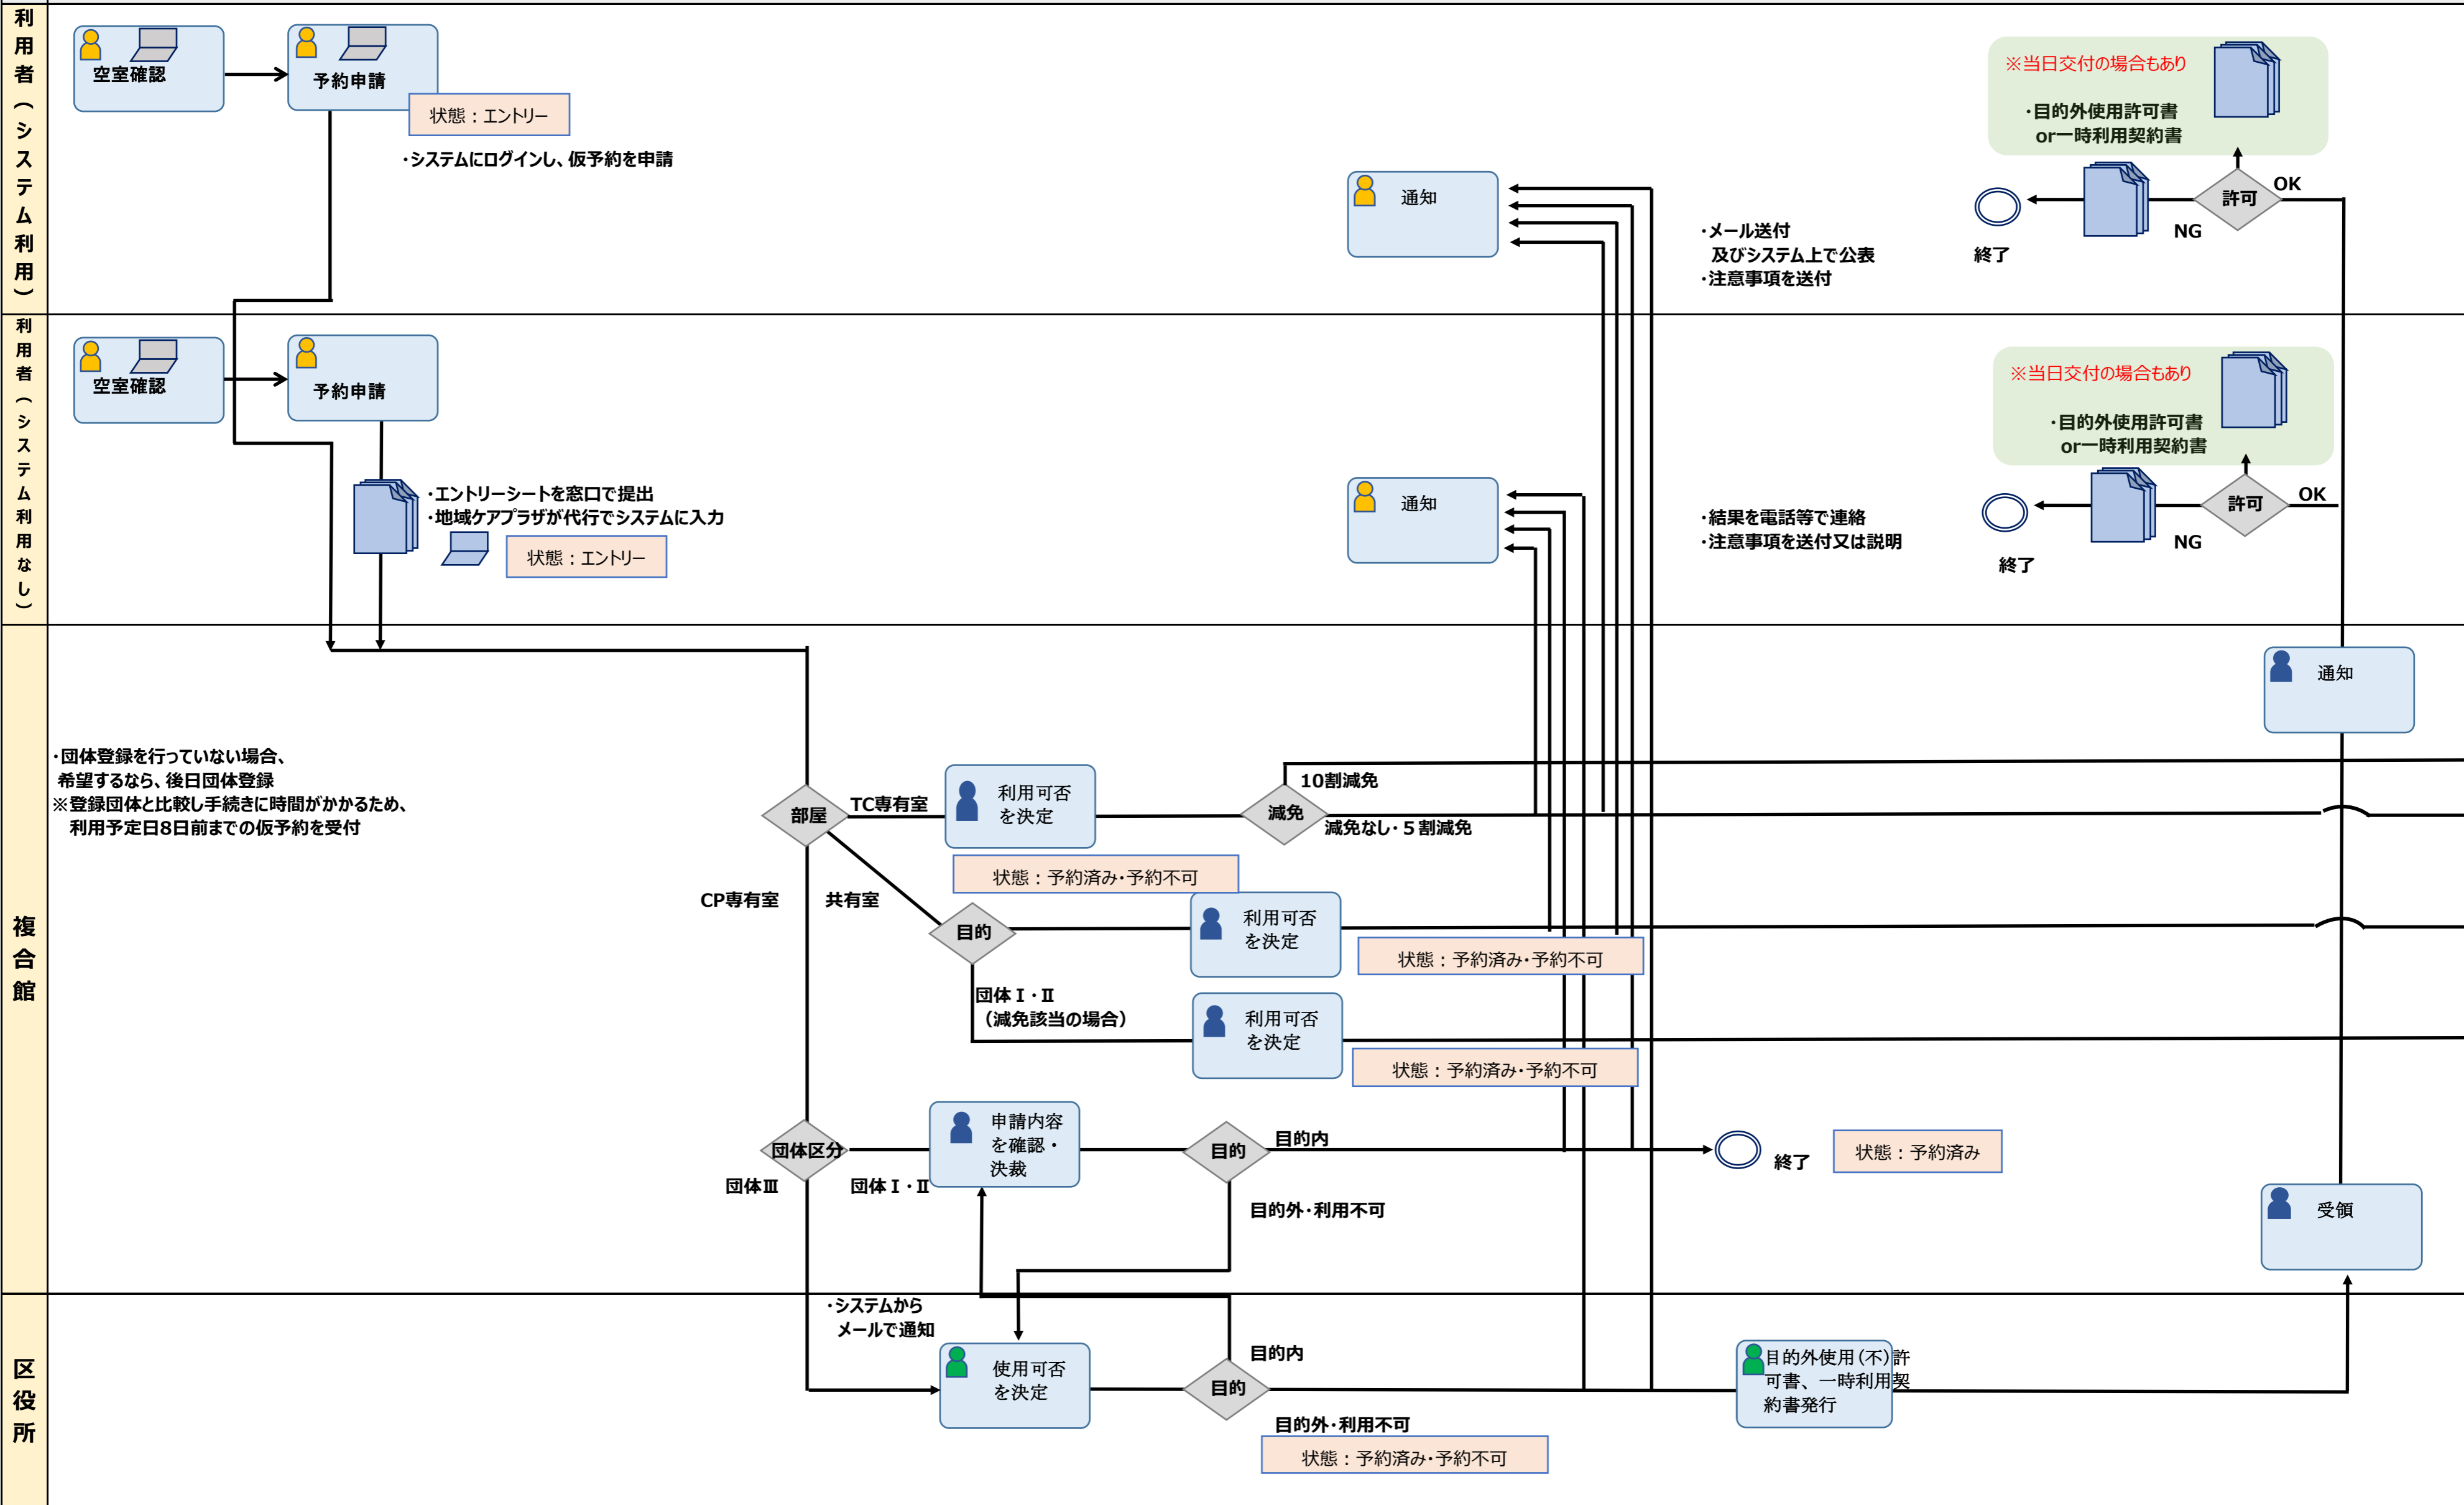 利用者（システム利用）
空室確認
予約申請
状態：エントリー
・システムにログインし、仮予約を申請
通知
・メール送付
及びシステム上で公表
・注意事項を送付
※当日交付の場合もあり
・目的外使用許可書
or一時利用契約書
許可
OK
NG
終了
利用者（システム利用なし）
空室確認
予約申請
・エントリーシートを窓口で提出
・地域ケアプラザが代行でシステムに入力
状態：エントリー
通知
・結果を電話等で連絡
・注意事項を送付又は説明
※当日交付の場合もあり
・目的外使用許可書
or一時利用契約書
許可
OK
NG
終了
複合館
通知
・団体登録を行っていない場合、
希望するなら、後日団体登録
※登録団体と比較し手続きに時間がかかるため、
利用予定日8日前までの仮予約を受付
部屋
TC専有室
利用可否
を決定
減免
10割減免
減免なし・５割減免
状態：予約済み・予約不可
CP専有室
共有室
目的
利用可否
を決定
状態：予約済み・予約不可
団体Ⅰ・Ⅱ
（減免該当の場合）
利用可否
を決定
状態：予約済み・予約不可
団体区分
団体Ⅲ
団体Ⅰ・Ⅱ
申請内容
を確認・
決裁
目的
目的内
目的外・利用不可
終了
状態：予約済み
受領
区役所
・システムから
メールで通知
使用可否
を決定
目的
目的内
目的外・利用不可
状態：予約済み・予約不可
目的外使用（不）許
可書、一時利用契
約書発行